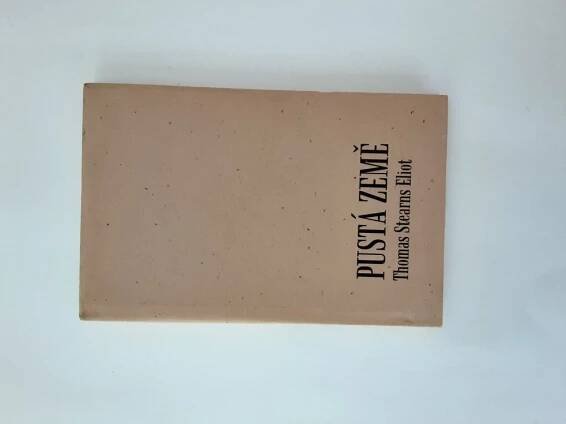 PUSTÁ ZEMĚ
Thomas Stearns Eliot